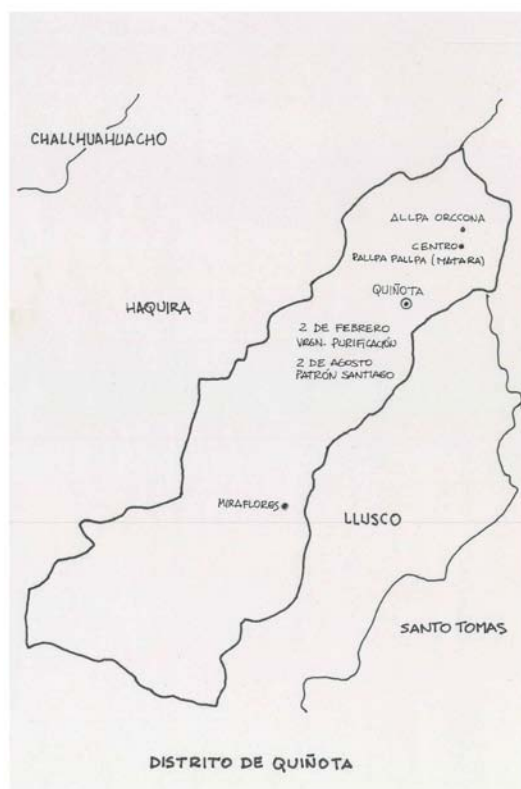 CHALLHUAHUACHO
ALLPA ORCCONA
CENTRO
PALLPA PALLPA (MATARA)
QUIÑOTA
HAQUIRA
2 DE FEBRERO
VRGN. PURIFICACIÓN
2 DE AGOSTO
PATRÓN SANTIAGO
MIRAFLORES
LLUSCO
SANTO TOMAS
DISTRITO DE QUIÑOTA